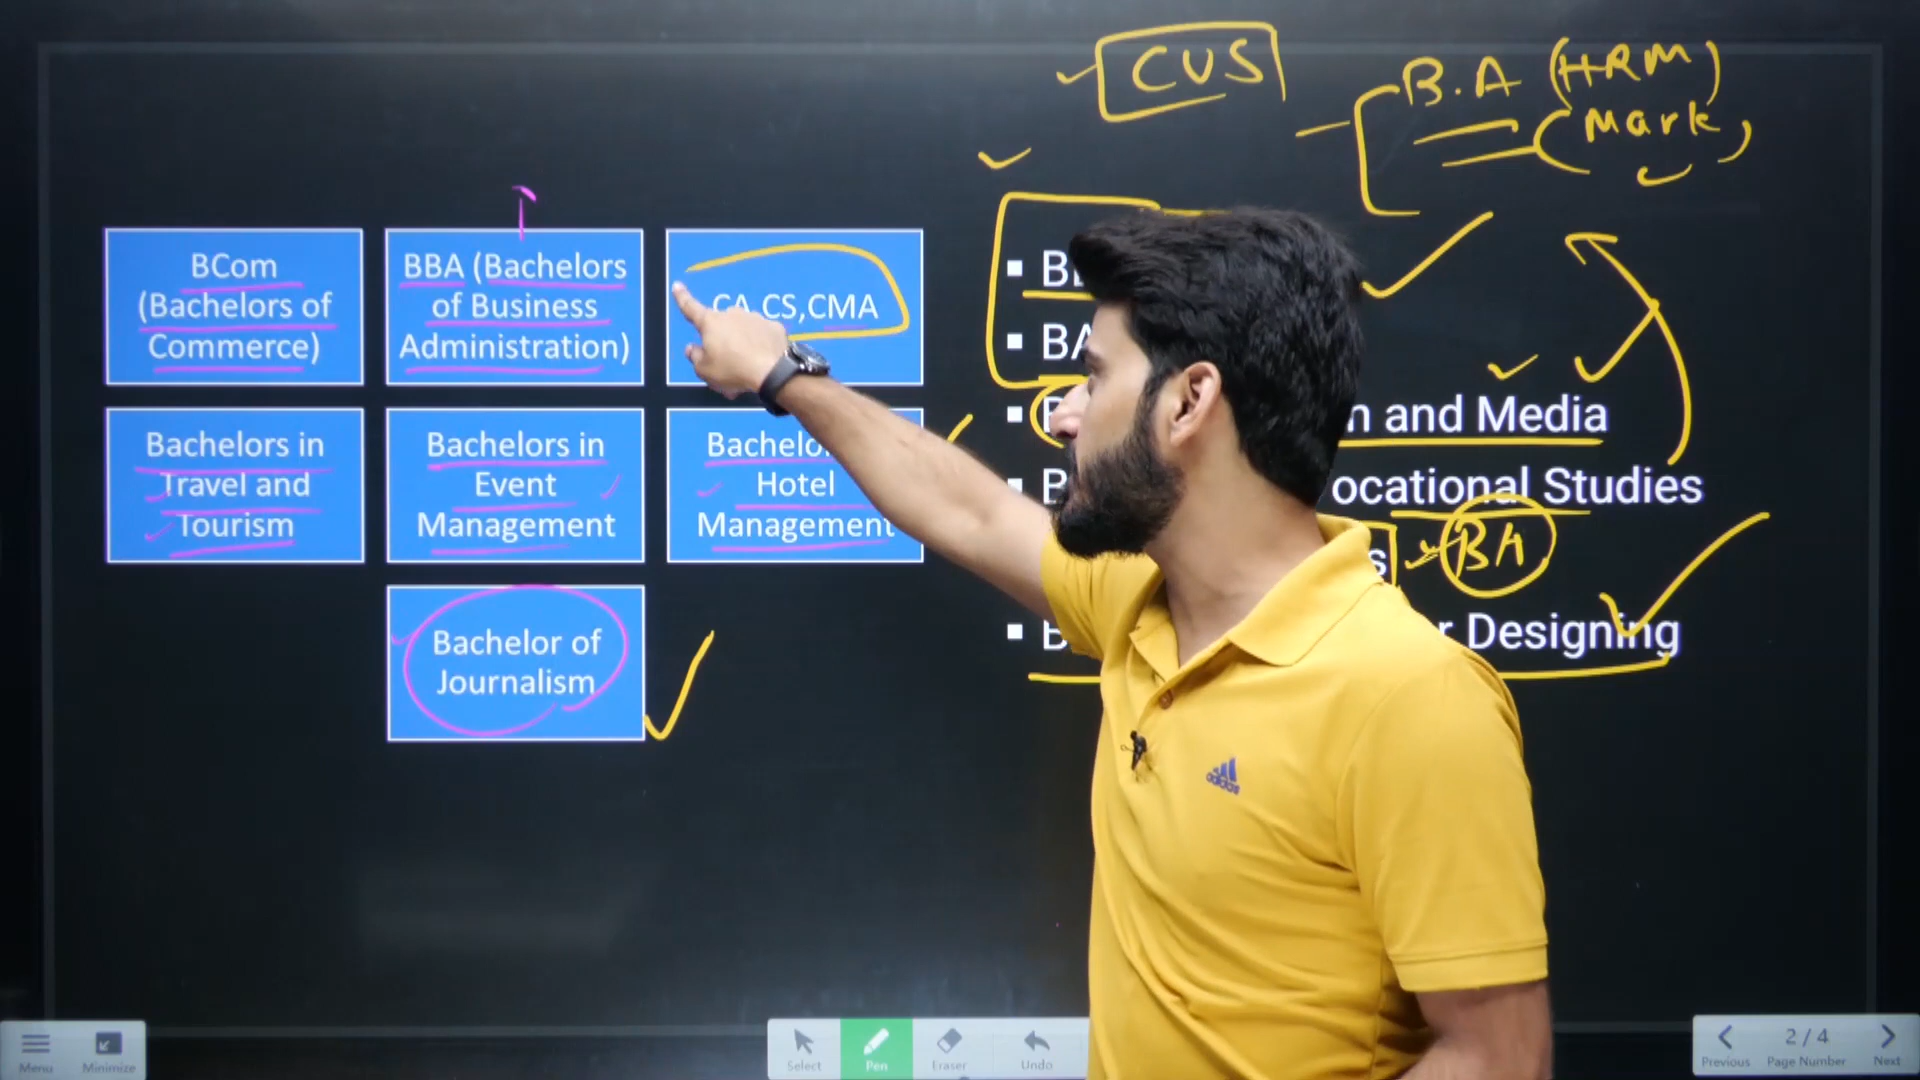 CVS
B.A (HRM)
(Mark)
BCom
(Bachelors of
Commerce)
BBA (Bachelors
of Business
Administration)
CA,CS,CMA
Bachelors in
Travel and
Tourism
Bachelors in
Event
Management
Hotel
Management
Bachelor of
Journalism
and Media
Studies
BA
Designing
adidas
Menu
Minimize
Select
Pen
Eraser
Undo
Previous
2 / 4
Page Number
Next